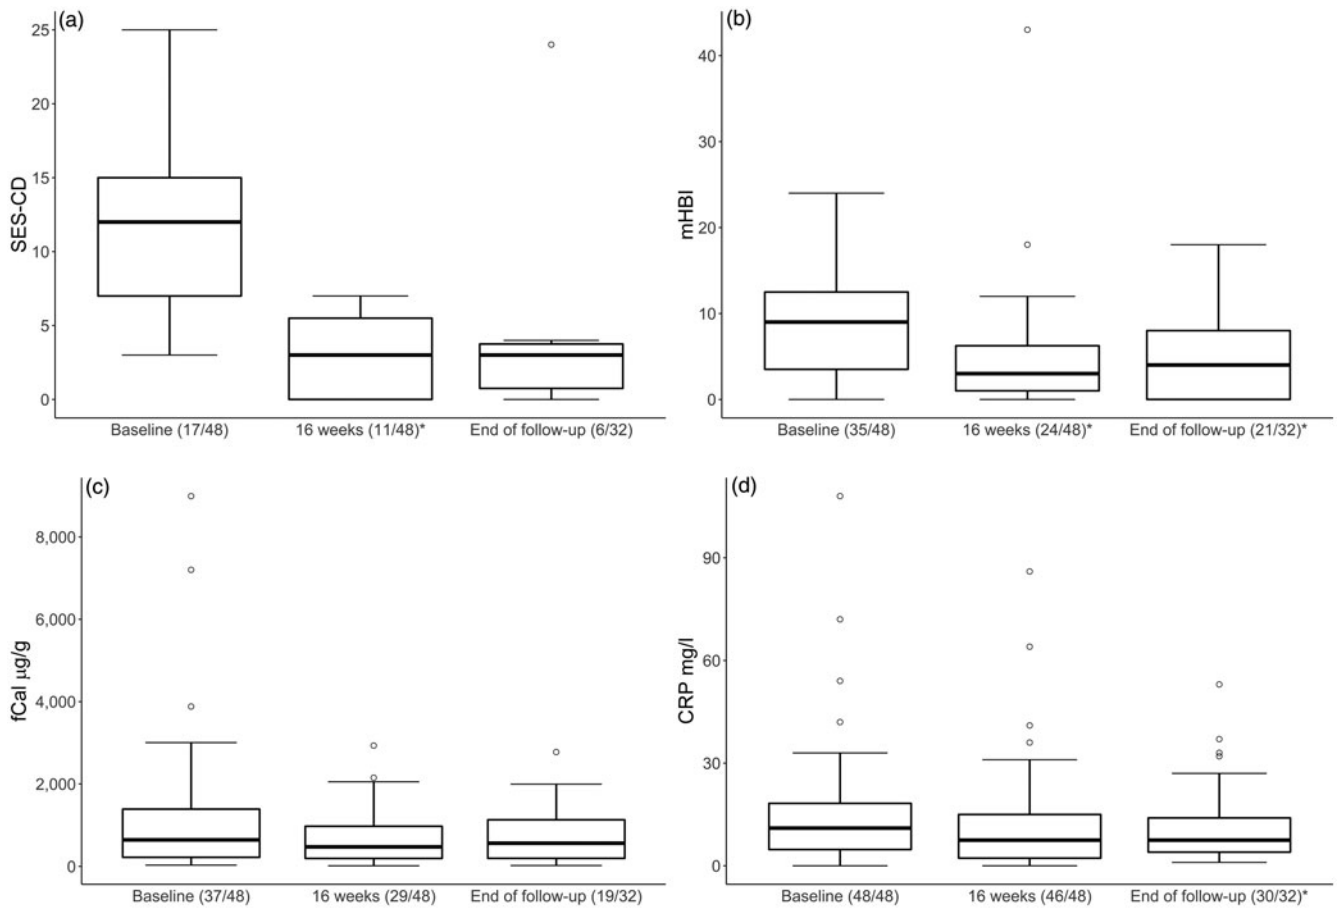 (a)
25
20
15
10
5
0
SES-CD
Baseline (17/48) 16 weeks (11/48)* End of follow-up (6/32)
(b)
40
30
20
10
0
mHBI
Baseline (35/48) 16 weeks (24/48)* End of follow-up (21/32)*
(c)
8,000
6,000
4,000
2,000
0
fCal µg/g
Baseline (37/48) 16 weeks (29/48) End of follow-up (19/32)
(d)
90
60
30
0
CRP mg/l
Baseline (48/48) 16 weeks (46/48) End of follow-up (30/32)*